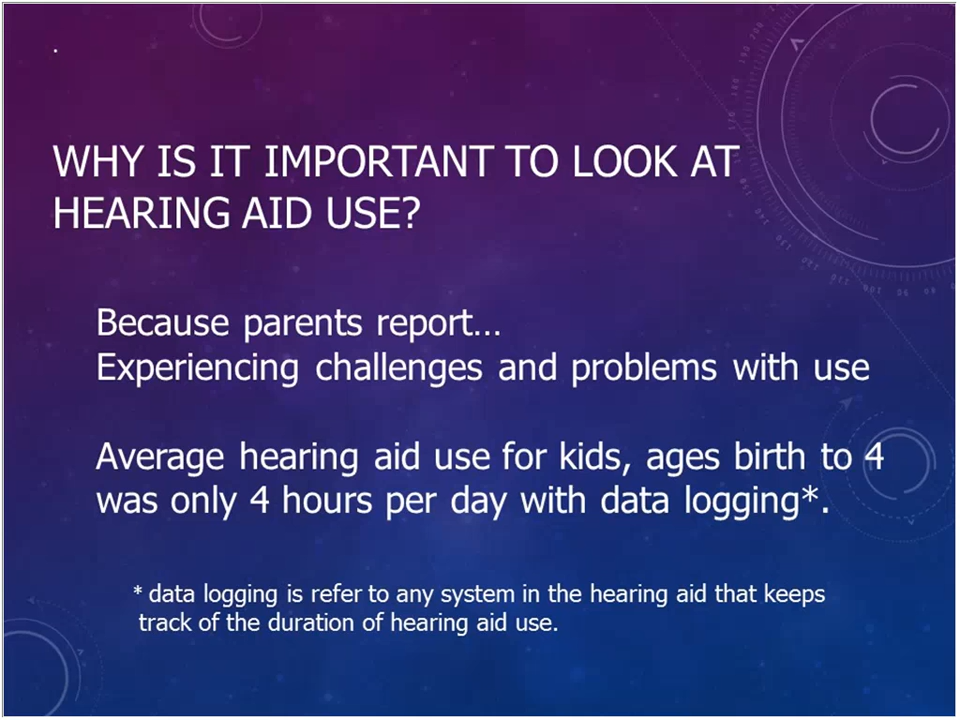 .
WHY IS IT IMPORTANT TO LOOK AT
HEARING AID USE?
Because parents report…
Experiencing challenges and problems with use
Average hearing aid use for kids, ages birth to 4
was only 4 hours per day with data logging*.
* data logging is refer to any system in the hearing aid that keeps
track of the duration of hearing aid use.